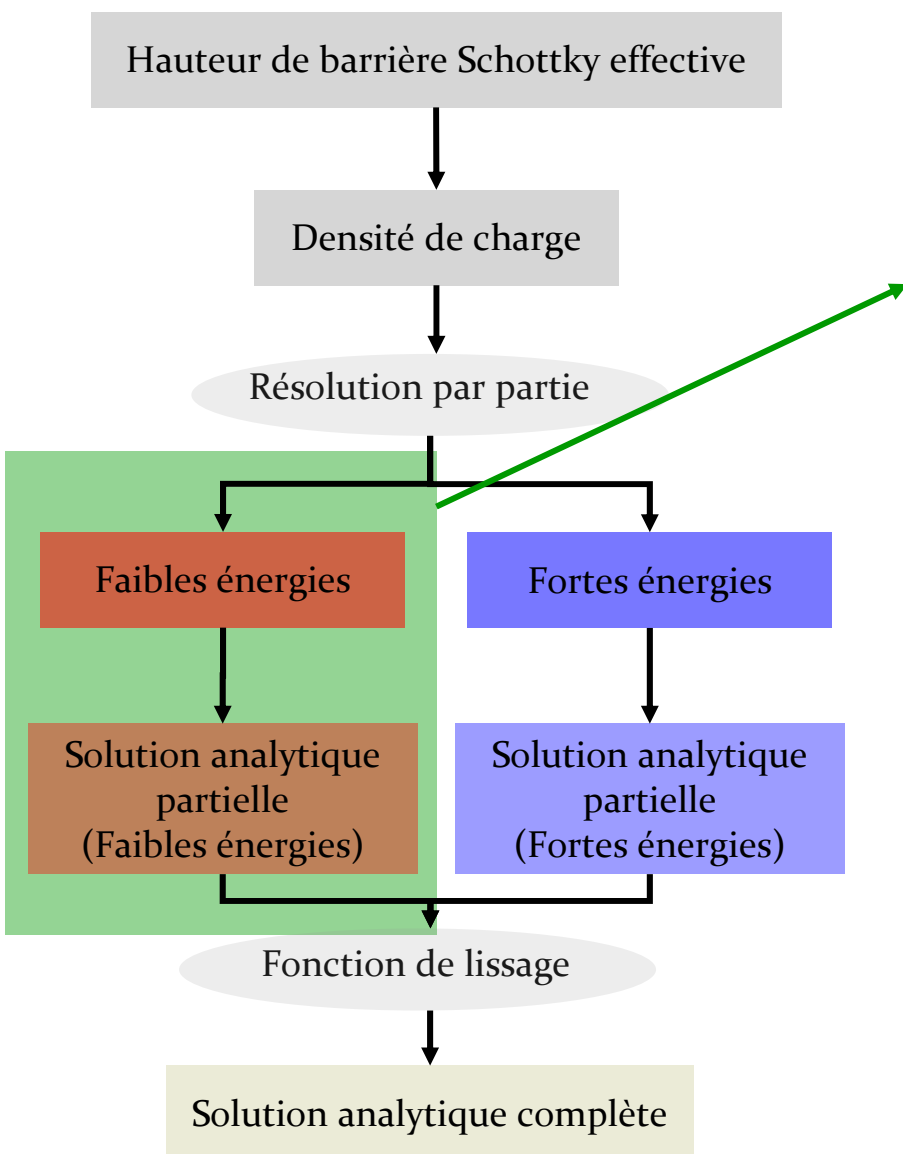 Hauteur de barrière Schottky effective
Densité de charge
Résolution par partie
Faibles énergies
Fortes énergies
Solution analytique
partielle
(Faibles énergies)
Solution analytique
partielle
(Fortes énergies)
Fonction de lissage
Solution analytique complète